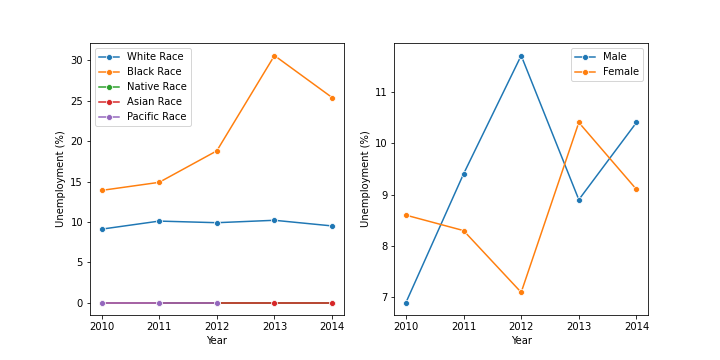 White Race
Black Race
Native Race
Asian Race
Pacific Race
30
25
20
15
10
5
0
Unemployment (%)
2010 2011 2012 2013 2014
Year
Male
Female
11
10
9
8
7
Unemployment (%)
2010 2011 2012 2013 2014
Year